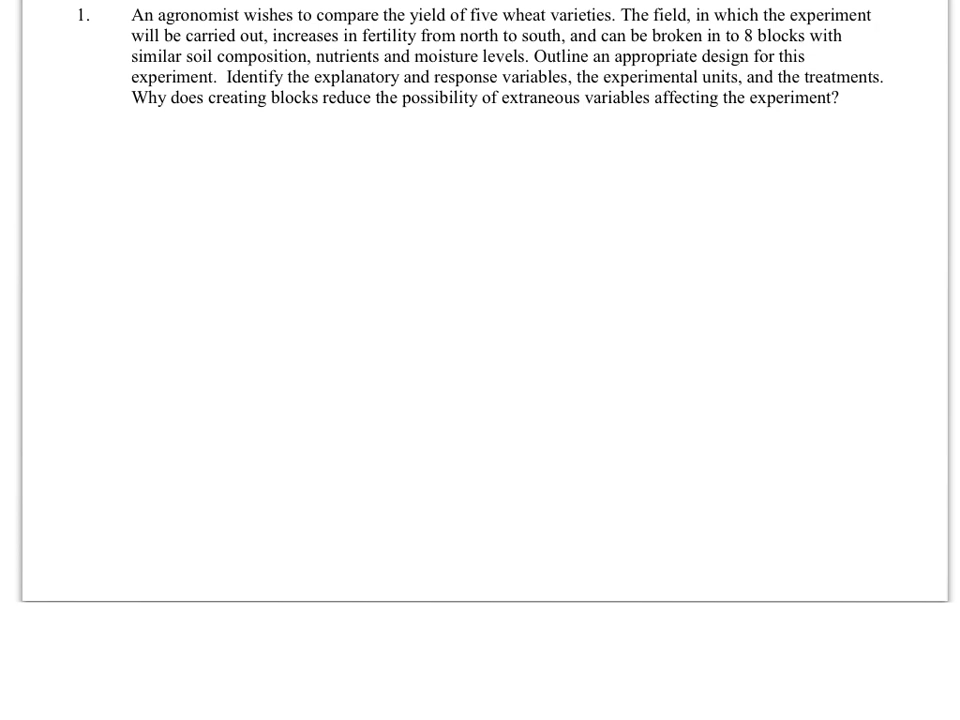 1. An agronomist wishes to compare the yield of five wheat varieties. The field, in which the experiment
will be carried out, increases in fertility from north to south, and can be broken in to 8 blocks with
similar soil composition, nutrients and moisture levels. Outline an appropriate design for this
experiment.  Identify the explanatory and response variables, the experimental units, and the treatments.
Why does creating blocks reduce the possibility of extraneous variables affecting the experiment?